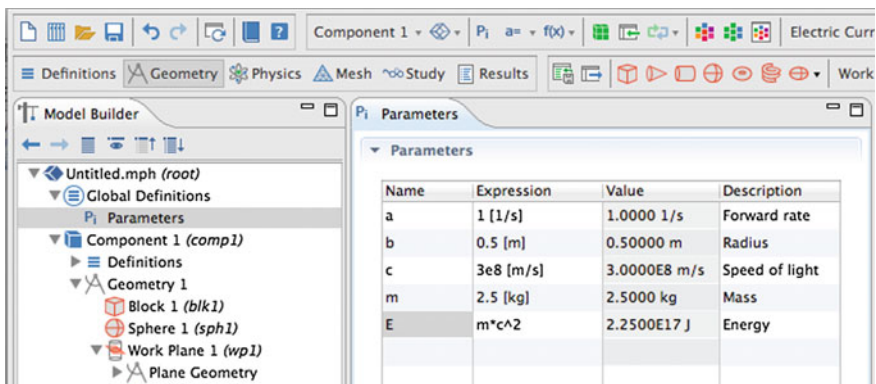 Component 1 Pi a= f(x) Electric Curr
Definitions Geometry Physics Mesh Study Results Work
Model Builder
Untitled.mph (root)
Global Definitions
Pi Parameters
Component 1 (comp1)
Definitions
Geometry 1
Block 1 (blk1)
Sphere 1 (sph1)
Work Plane 1 (wp1)
Plane Geometry
Pi Parameters
Parameters
Name Expression Value Description
a 1 [1/s] 1.0000 1/s Forward rate
b 0.5 [m] 0.50000 m Radius
c 3e8 [m/s] 3.0000E8 m/s Speed of light
m 2.5 [kg] 2.5000 kg Mass
E m*c^2 2.2500E17 J Energy